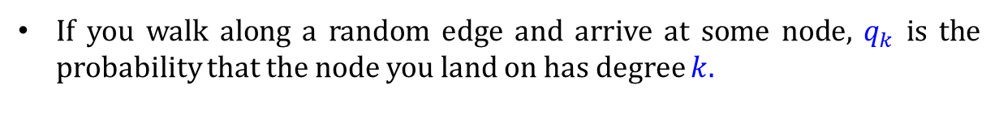 • If you walk along a random edge and arrive at some node, qₖ is the
probability that the node you land on has degree k.